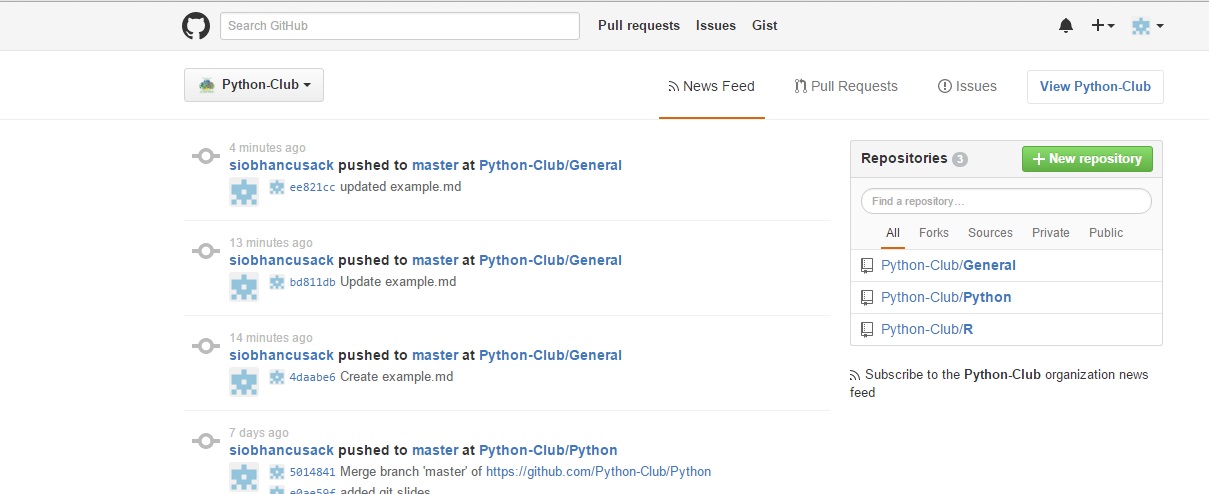 Search GitHub
Pull requests Issues Gist
Python-Club
News Feed Pull Requests Issues View Python-Club
4 minutes ago
siobhancusack pushed to master at Python-Club/General
ee821cc updated example.md
13 minutes ago
siobhancusack pushed to master at Python-Club/General
bd811db Update example.md
14 minutes ago
siobhancusack pushed to master at Python-Club/General
4daabe6 Create example.md
7 days ago
siobhancusack pushed to master at Python-Club/Python
5014841 Merge branch 'master' of https://github.com/Python-Club/Python
e0ae59f added git slides
Repositories 3 New repository
Find a repository…
All Forks Sources Private Public
Python-Club/General
Python-Club/Python
Python-Club/R
Subscribe to the Python-Club organization news
feed